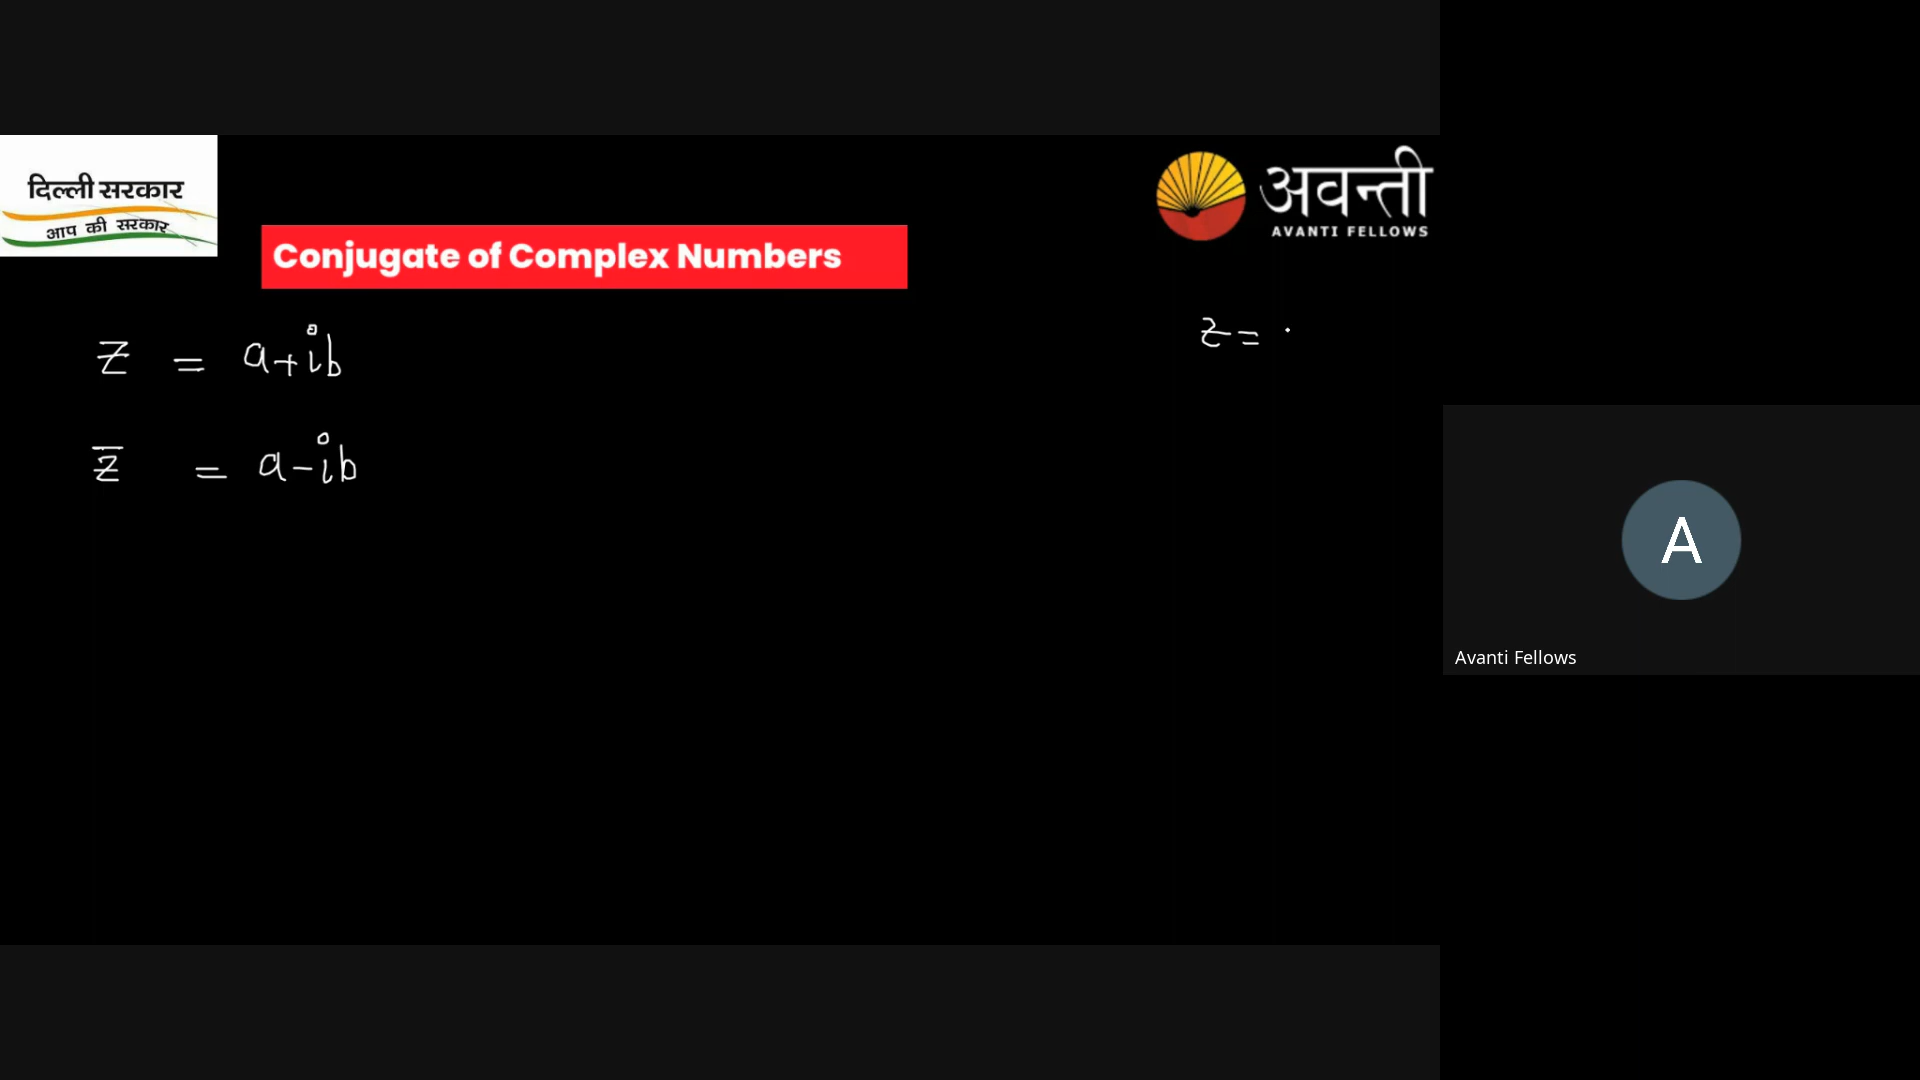 दिल्ली सरकार
आप की सरकार
अवन्ती
AVANTI FELLOWS
Conjugate of Complex Numbers
z = a+ib
z =
z̅ = a-ib
A
Avanti Fellows